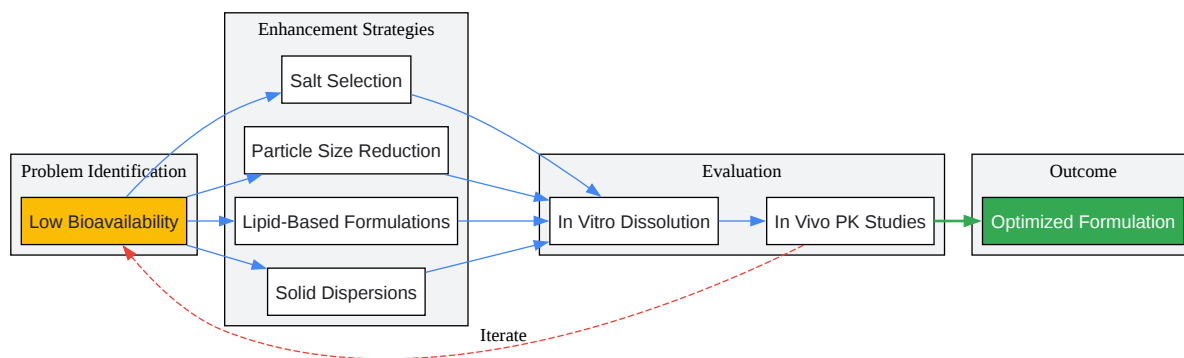 Enhancement Strategies
Salt Selection
Particle Size Reduction
Lipid-Based Formulations
Solid Dispersions
Problem Identification
Low Bioavailability
Evaluation
In Vitro Dissolution
In Vivo PK Studies
Outcome
Optimized Formulation
Iterate